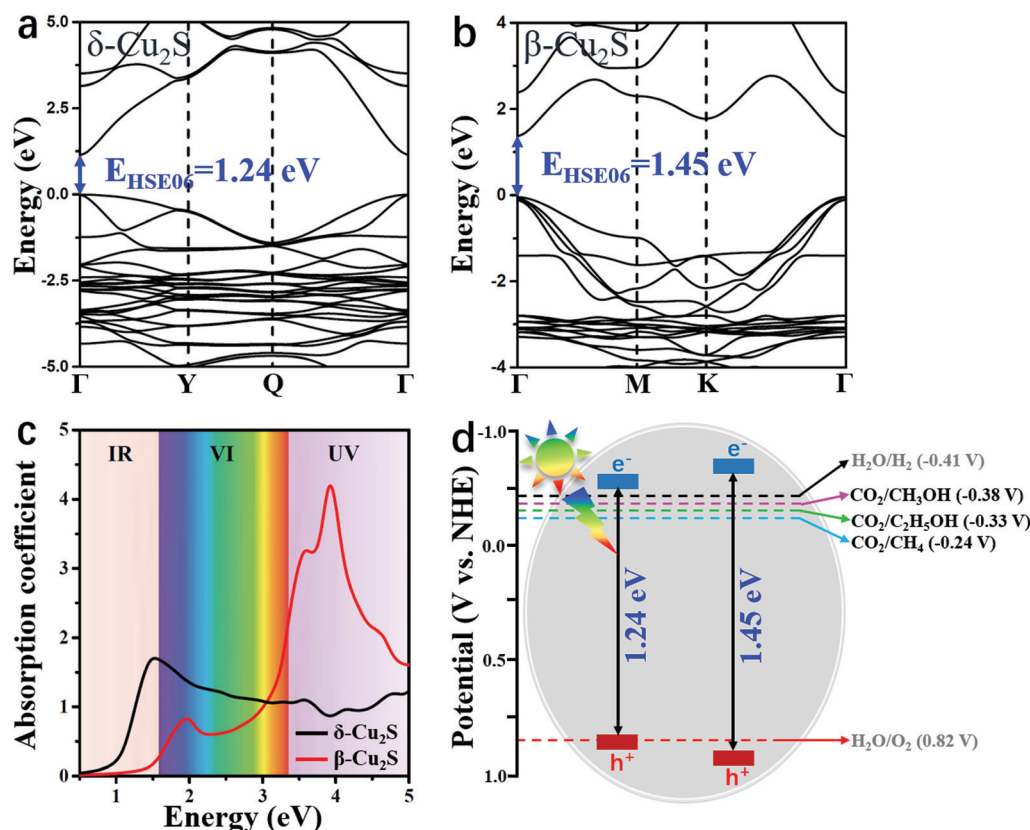 a
δ-Cu₂S
E_HSE06=1.24 eV
Energy (eV)
5.0
2.5
0.0
-2.5
-5.0
Γ Y Q Γ
b
β-Cu₂S
E_HSE06=1.45 eV
Energy (eV)
4
2
0
-2
-4
Γ M K Γ
c
IR VI UV
Absorption coefficient
5
4
3
2
1
0
δ-Cu₂S
β-Cu₂S
1 2 3 4 5
Energy (eV)
d
Potential (V vs. NHE)
-1.0
0.0
0.5
1.0
e⁻
e⁻
1.24 eV
1.45 eV
h⁺
h⁺
H₂O/H₂ (-0.41 V)
CO₂/CH₃OH (-0.38 V)
CO₂/C₂H₅OH (-0.33 V)
CO₂/CH₄ (-0.24 V)
H₂O/O₂ (0.82 V)